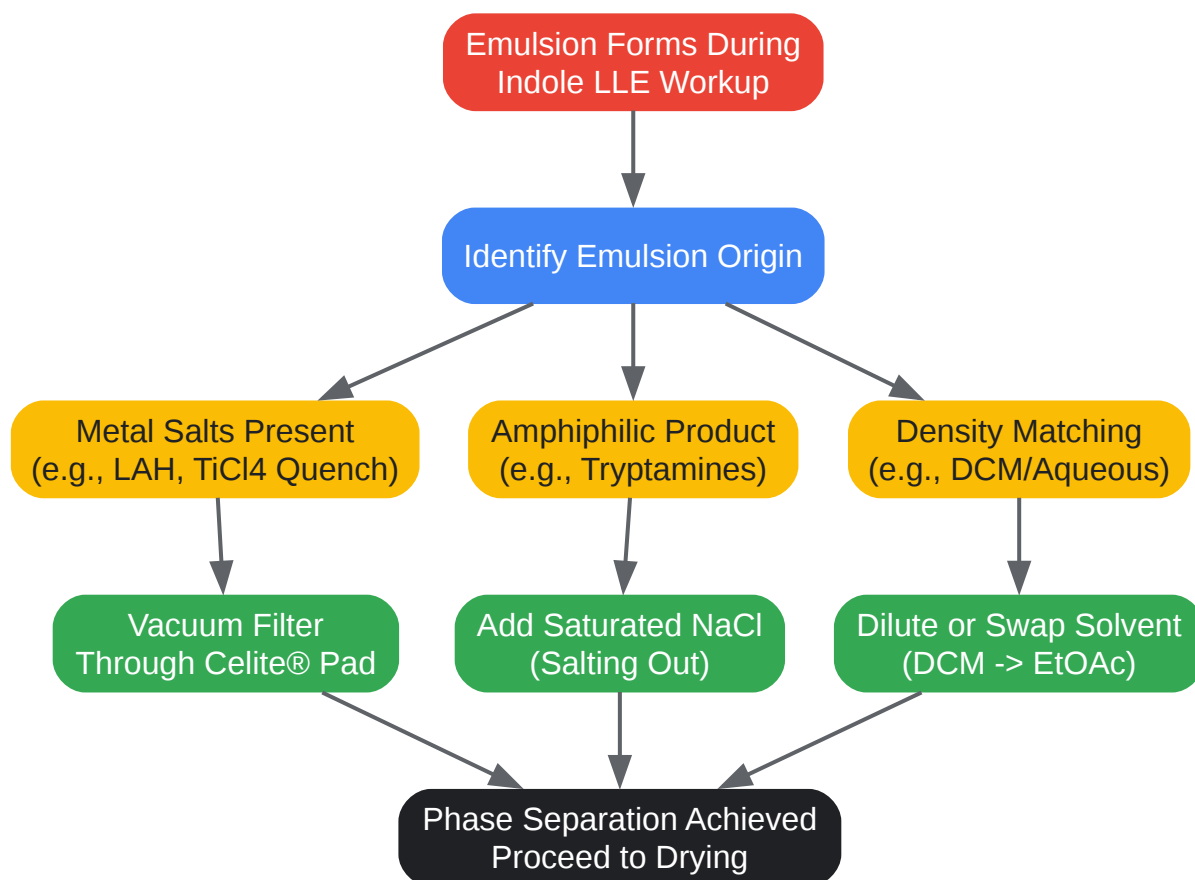 Emulsion Forms During
Indole LLE Workup
Identify Emulsion Origin
Metal Salts Present
(e.g., LAH, TiCl4 Quench)
Amphiphilic Product
(e.g., Tryptamines)
Density Matching
(e.g., DCM/Aqueous)
Vacuum Filter
Through Celite® Pad
Add Saturated NaCl
(Salting Out)
Dilute or Swap Solvent
(DCM -> EtOAc)
Phase Separation Achieved
Proceed to Drying